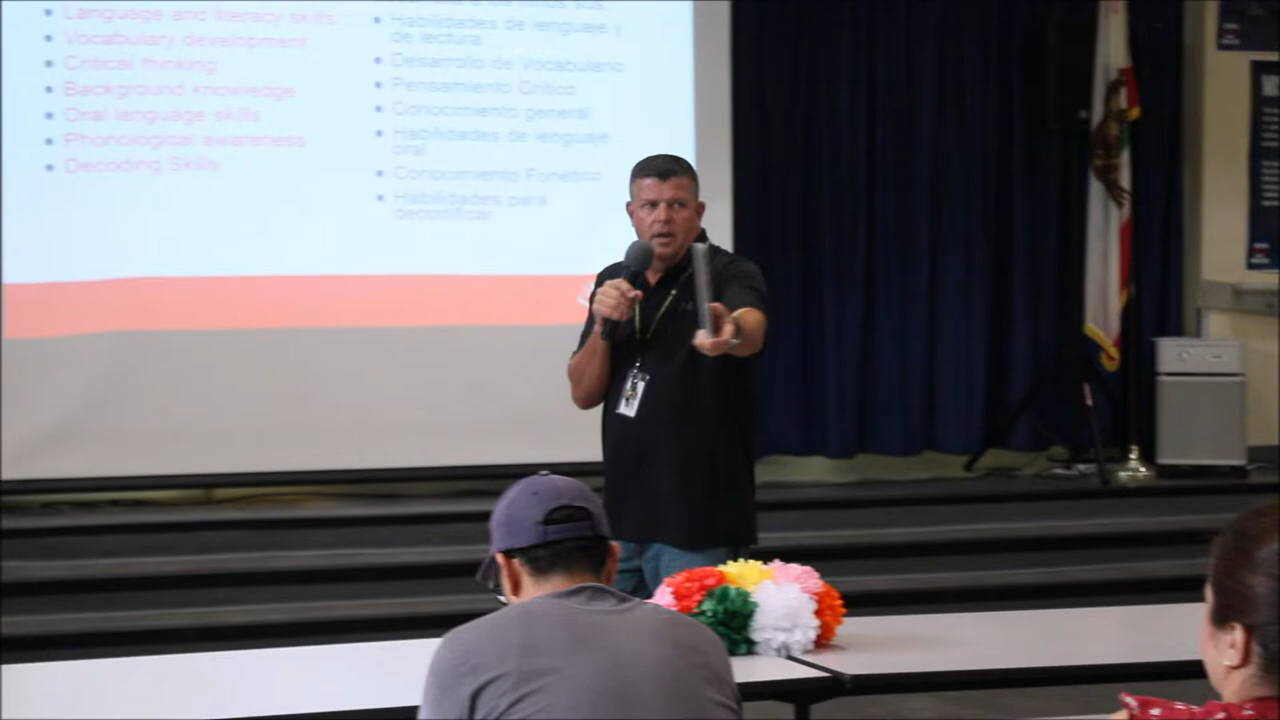 Language and literacy skills
Vocabulary development
Critical thinking
Background knowledge
Oral language skills
Phonological awareness
Decoding Skills
Habilidades de lenguaje y
de lectura
Desarrollo de Vocabulario
Pensamiento Crítico
Conocimiento general
Habilidades de lenguaje
oral
Conocimiento Fonético
Habilidades para
decodificar